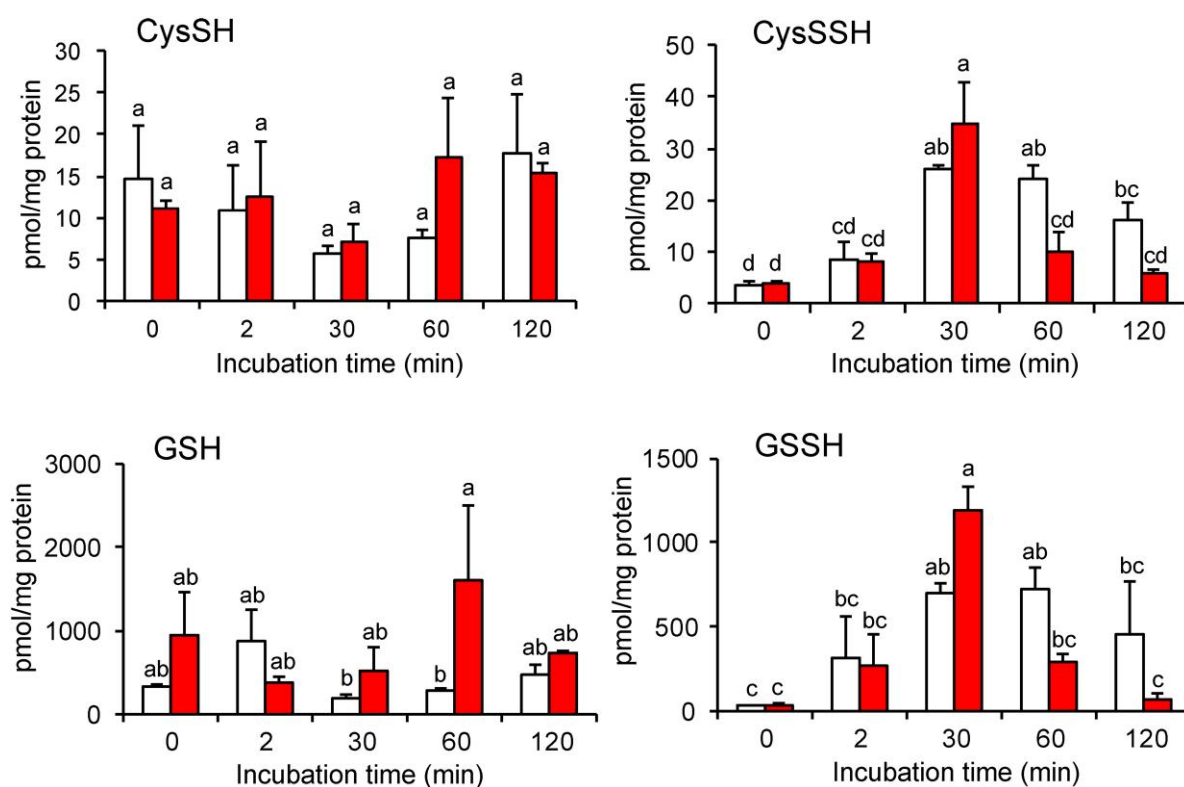 CysSH
pmol/mg protein
30
25
20
15
10
5
0
a a a a a a a a a a
0 2 30 60 120
Incubation time (min)
CysSSH
pmol/mg protein
50
40
30
20
10
0
d d cd cd ab a ab cd bc cd
0 2 30 60 120
Incubation time (min)
GSH
pmol/mg protein
3000
2000
1000
0
ab ab ab ab b ab b a ab ab
0 2 30 60 120
Incubation time (min)
GSSH
pmol/mg protein
1500
1000
500
0
c c bc bc ab a ab bc bc c
0 2 30 60 120
Incubation time (min)